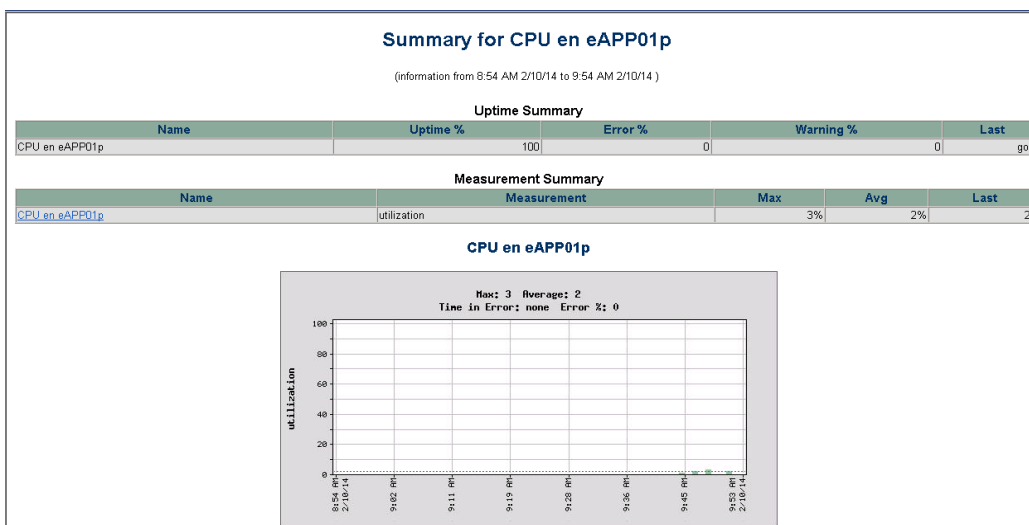 Summary for CPU en eAPP01p
(information from 8:54 AM 2/10/14 to 9:54 AM 2/10/14 )
Uptime Summary
Name Uptime % Error % Warning % Last
CPU en eAPP01p 100 0 0 go
Measurement Summary
Name Measurement Max Avg Last
CPU en eAPP01p utilization 3% 2% 2
CPU en eAPP01p
Max: 3 Average: 2
Time in Error: none Error %: 0
utilization
100
80
60
40
20
0
8:54 AM 2/10/14
9:02 AM
9:11 AM
9:19 AM
9:28 AM
9:36 AM
9:45 AM
9:53 AM 2/10/14